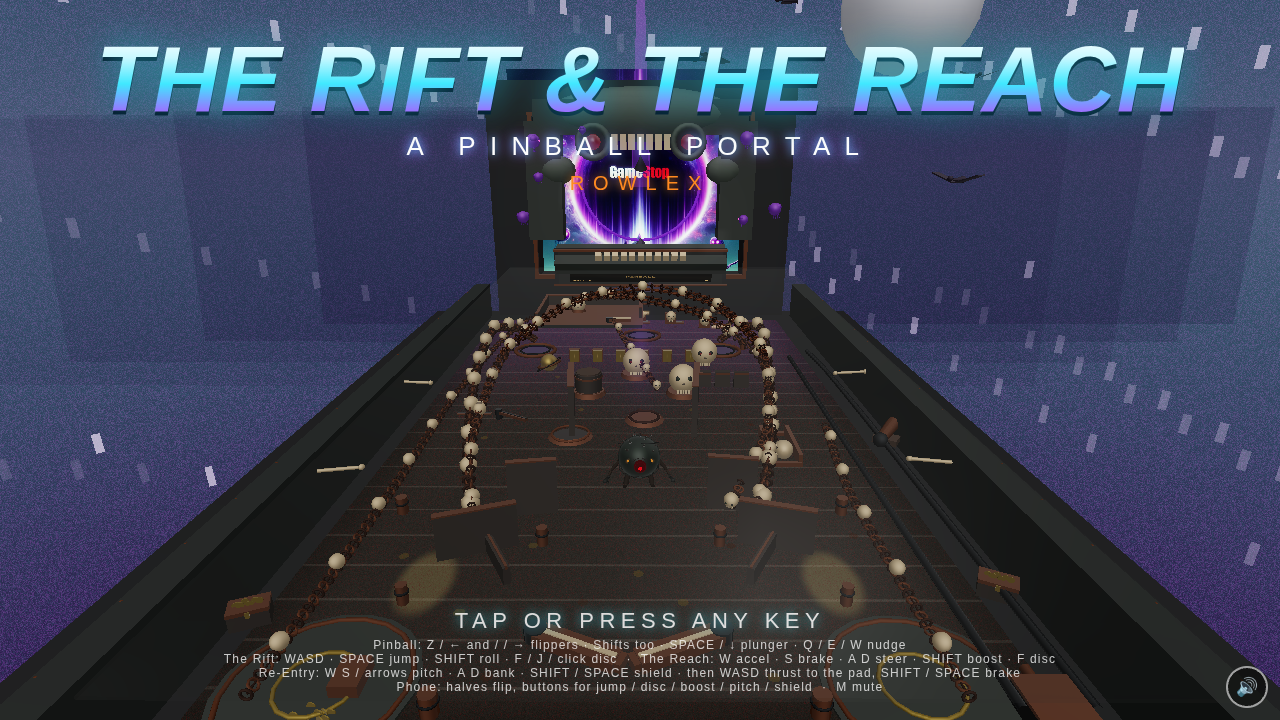 THE RIFT & THE REACH
A PINBALL PORTAL
GameStop
ROWLEX
PINBALL
TAP OR PRESS ANY KEY
Pinball: Z / ← and / / → flippers · Shifts too · SPACE / ↓ plunger · Q / E / W nudge
The Rift: WASD · SPACE jump · SHIFT roll · F / J / click disc · The Reach: W accel · S brake · A D steer · SHIFT boost · F disc
Re-Entry: W S / arrows pitch · A D bank · SHIFT / SPACE shield · then WASD thrust to the pad, SHIFT / SPACE brake
Phone: halves flip, buttons for jump / disc / boost / pitch / shield · M mute